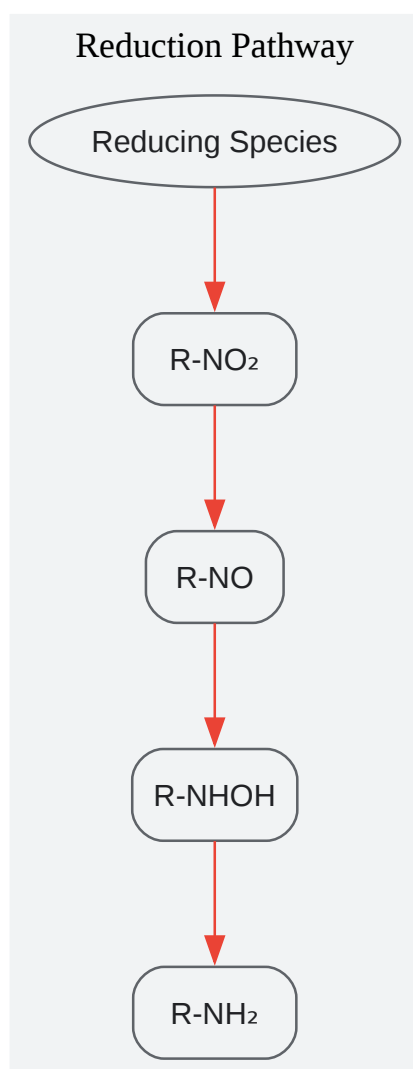 Reduction Pathway
Reducing Species
R-NO₂
R-NO
R-NHOH
R-NH₂